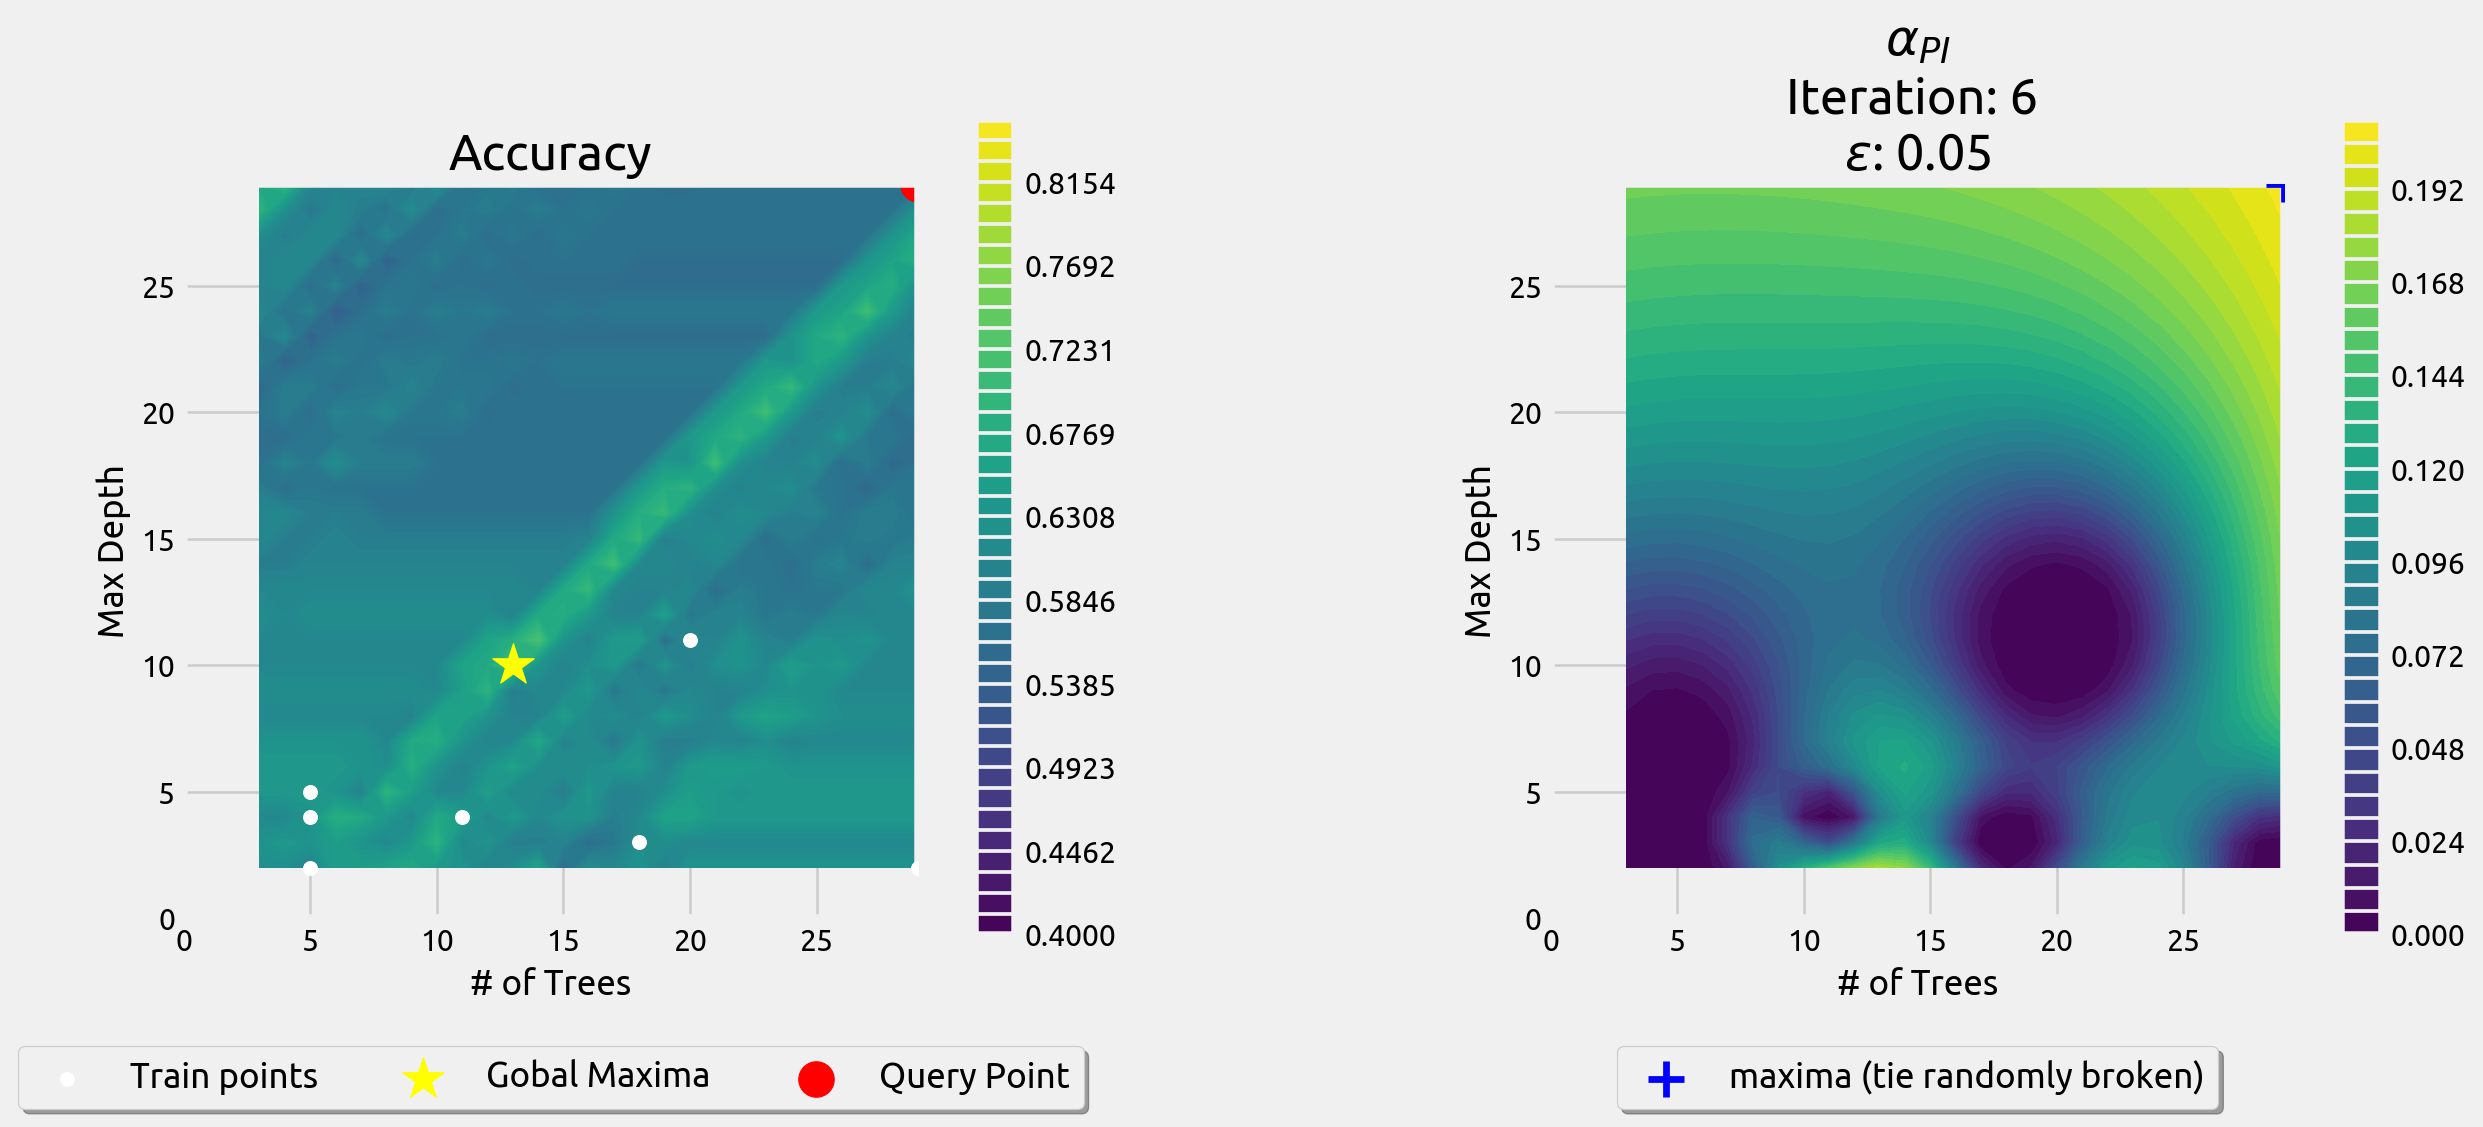 Accuracy
25
20
15
10
5
0
0 5 10 15 20 25
Max Depth
# of Trees
0.8154
0.7692
0.7231
0.6769
0.6308
0.5846
0.5385
0.4923
0.4462
0.4000
Train points
Gobal Maxima
Query Point
α_PI
Iteration: 6
ε: 0.05
25
20
15
10
5
0
0 5 10 15 20 25
Max Depth
# of Trees
0.192
0.168
0.144
0.120
0.096
0.072
0.048
0.024
0.000
maxima (tie randomly broken)